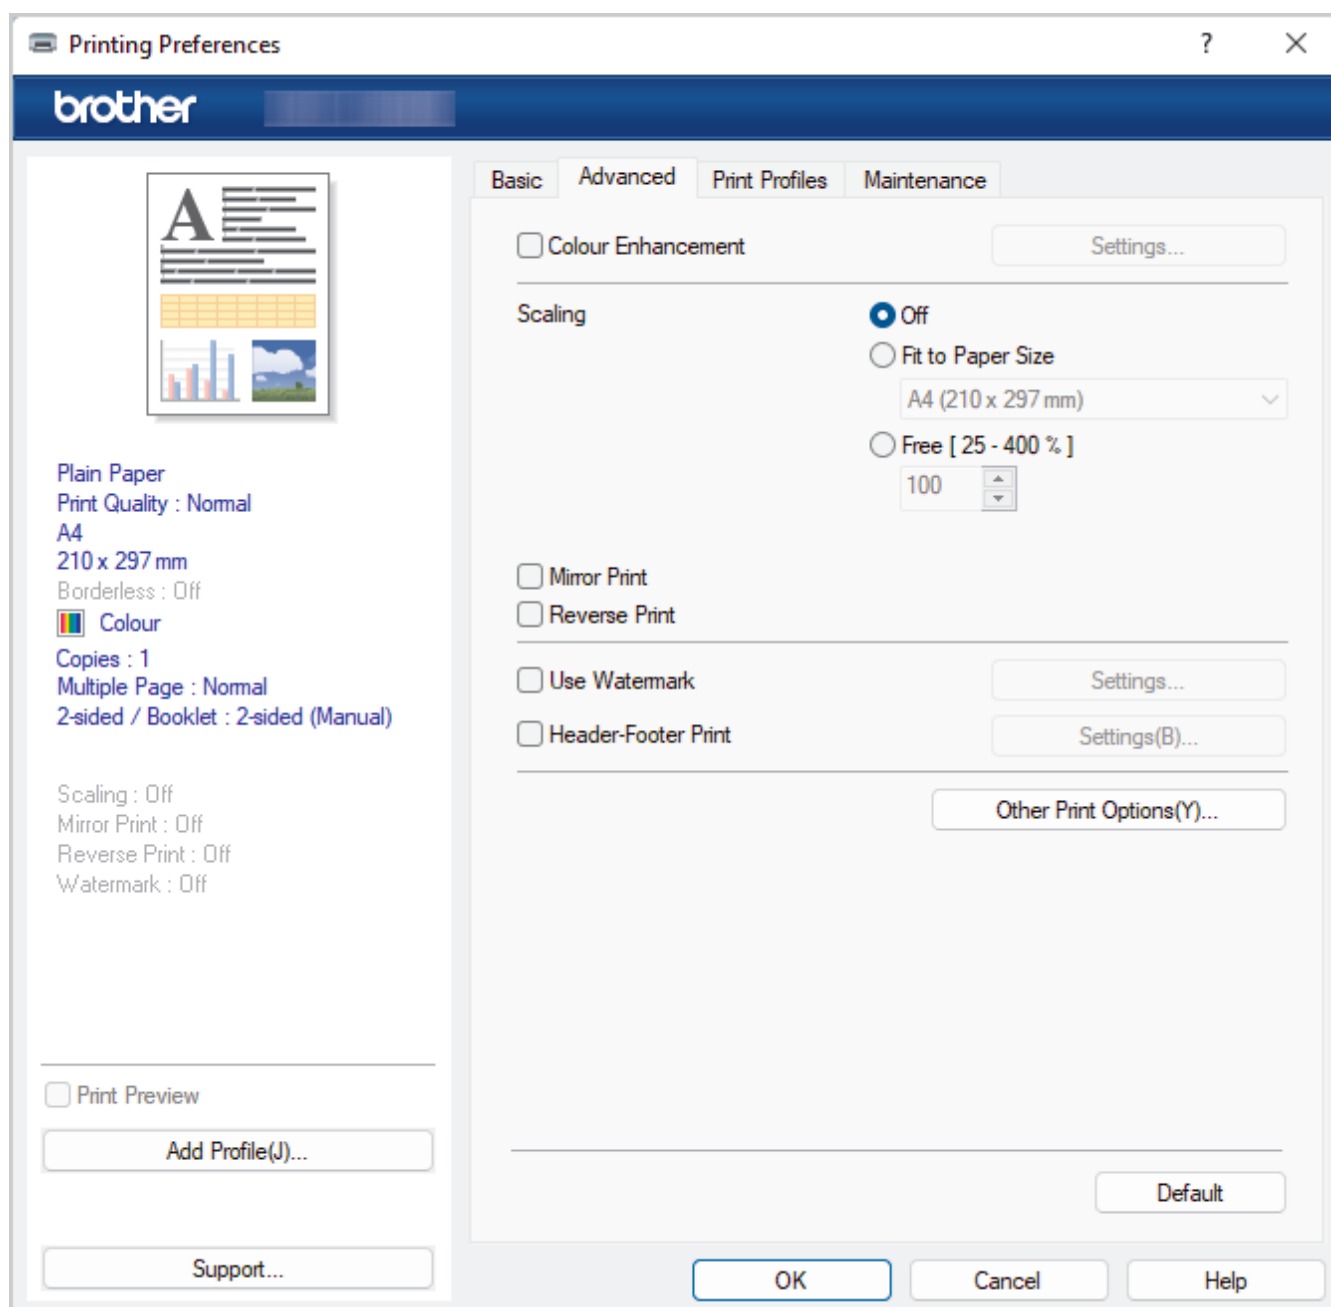 Printing Preferences
brother
Basic
Advanced
Print Profiles
Maintenance
A
Colour Enhancement
Settings...
Scaling
Off
Fit to Paper Size
A4 (210 x 297 mm)
Free [ 25 - 400 % ]
100
Mirror Print
Reverse Print
Use Watermark
Settings...
Header-Footer Print
Settings(B)...
Other Print Options(Y)...
Plain Paper
Print Quality : Normal
A4
210 x 297 mm
Borderless : Off
Colour
Copies : 1
Multiple Page : Normal
2-sided / Booklet : 2-sided (Manual)
Scaling : Off
Mirror Print : Off
Reverse Print : Off
Watermark : Off
Print Preview
Add Profile(J)...
Support...
Default
OK
Cancel
Help